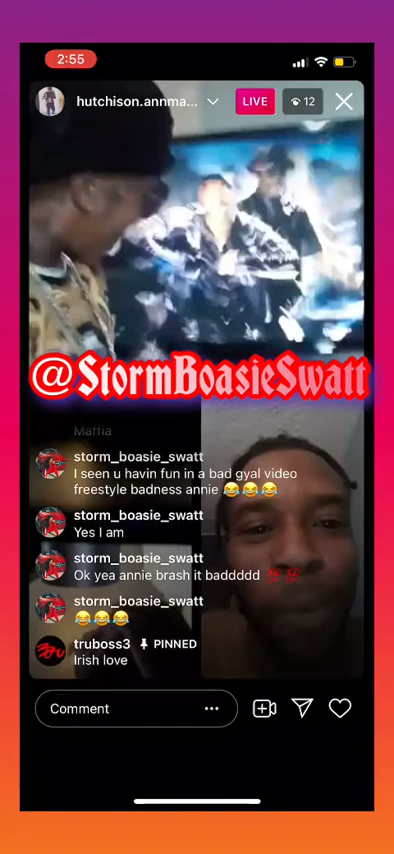 2:55
hutchison.annma...
LIVE
12
@StormBoasieSwatt
Maffia
storm_boasie_swatt
I seen u havin fun in a bad gyal video
freestyle badness annie 😂😂😂
storm_boasie_swatt
Yes I am
storm_boasie_swatt
Ok yea annie brash it baddddd 💯💯
storm_boasie_swatt
😂😂😂
truboss3 PINNED
Irish love
Comment